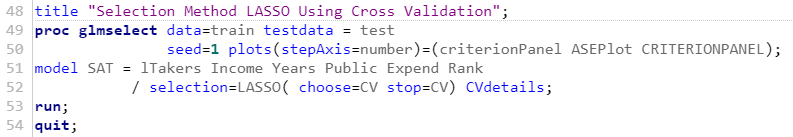 48 title "Selection Method LASSO Using Cross Validation";
49 proc glmselect data=train testdata = test
50 seed=1 plots(stepAxis=number)=(criterionPanel ASEPlot CRITERIONPANEL);
51 model SAT = lTakers Income Years Public Expend Rank
52 / selection=LASSO( choose=CV stop=CV) CVdetails;
53 run;
54 quit;